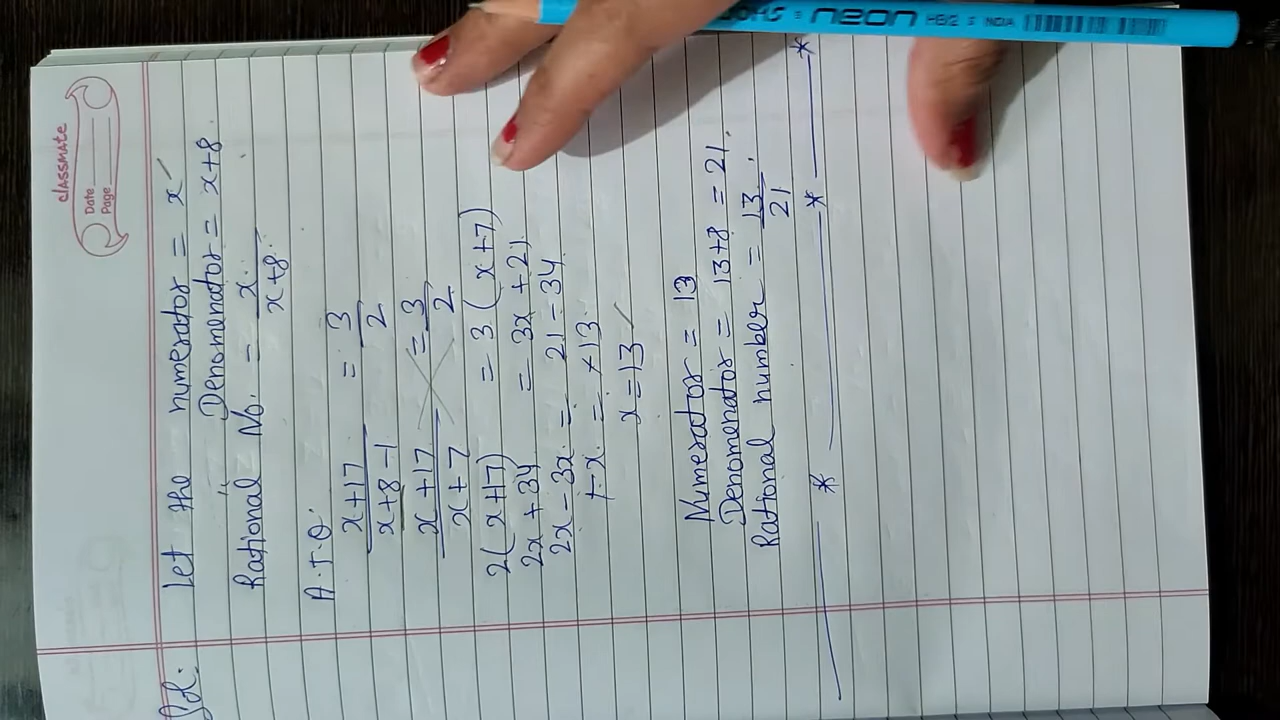 classmate
Date
Page
Sol: Let the numerator = x
" Denomenator = x+8.
Rational No. = x/x+8.
A.T.Q.
x+17/x+8-1 = 3/2
x+17/x+7 = 3/2
2(x+17) = 3(x+7)
2x+34 = 3x+21
2x-3x = 21-34
-x = -13
x=13
Numerator = 13
Denomenator = 13+8 = 21.
Rational number = 13/21.
neon HB/2 INDIA